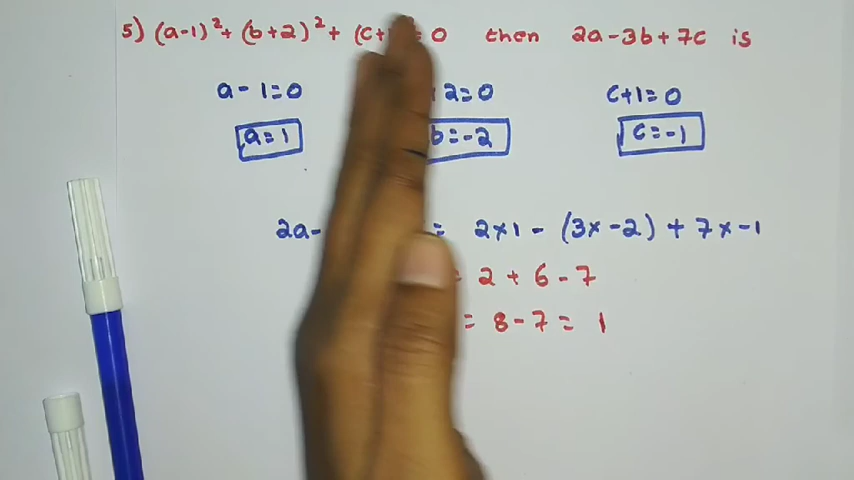 5) (a-1)² + (b+2)² + (c+ = 0 then 2a-3b+7c is
a-1=0 +2=0 c+1=0
a=1 b=-2 c=-1
2a- = 2×1 - (3×-2) + 7×-1
= 2 + 6 - 7
= 8 - 7 = 1